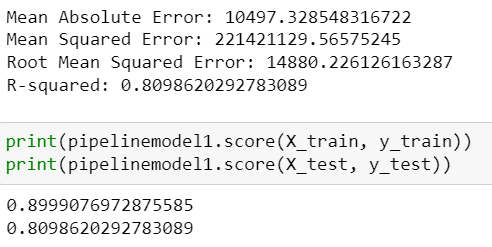 Mean Absolute Error: 10497.328548316722
Mean Squared Error: 221421129.56575245
Root Mean Squared Error: 14880.226126163287
R-squared: 0.8098620292783089
print(pipelinemodel1.score(X_train, y_train))
print(pipelinemodel1.score(X_test, y_test))
0.8999076972875585
0.8098620292783089